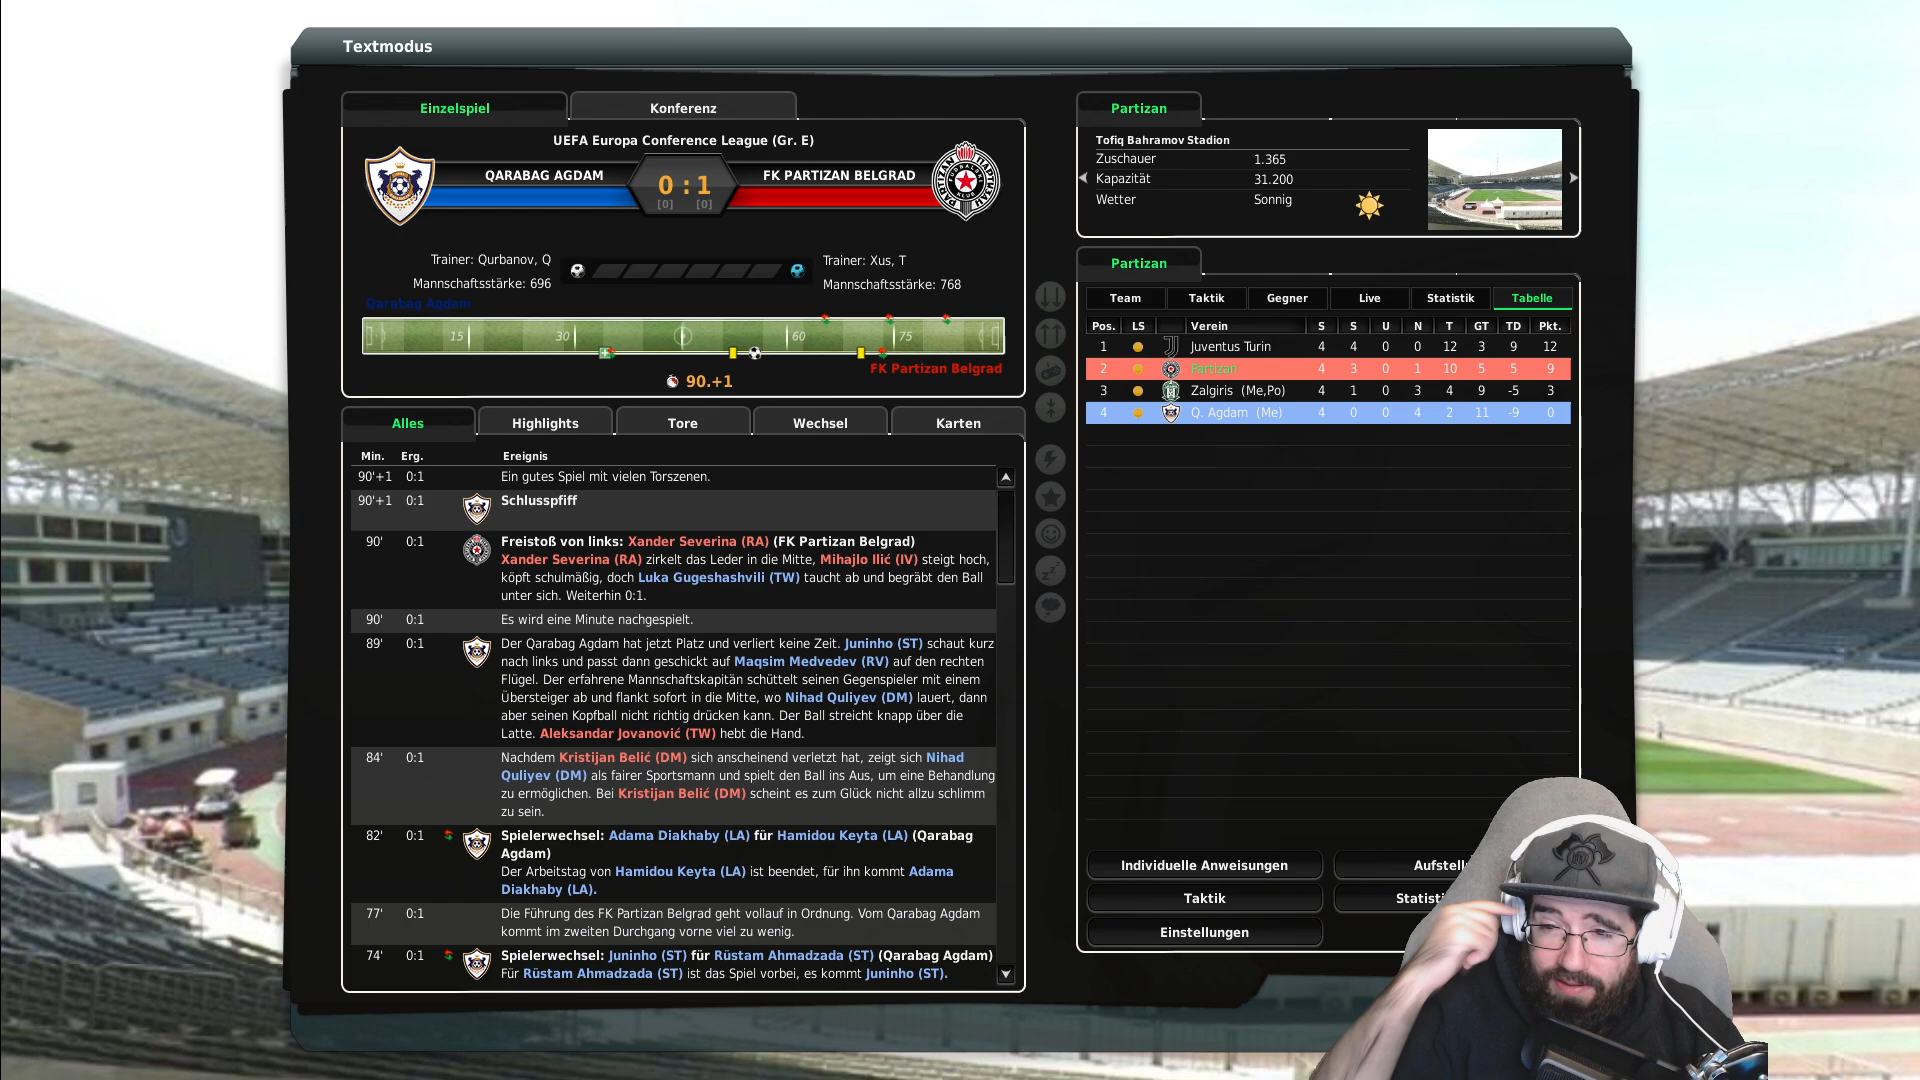 Textmodus
Einzelspiel
Konferenz
UEFA Europa Conference League (Gr. E)
QARABAG AGDAM
0 : 1
FK PARTIZAN BELGRAD
[0] [0]
Trainer: Qurbanov, Q
Trainer: Xus, T
Mannschaftsstärke: 696
Mannschaftsstärke: 768
Qarabag Agdam
15 30 60 75
FK Partizan Belgrad
90.+1
Alles Highlights Tore Wechsel Karten
Min. Erg. Ereignis
90'+1 0:1 Ein gutes Spiel mit vielen Torszenen.
90'+1 0:1 Schlusspfiff
90' 0:1 Freistoß von links: Xander Severina (RA) (FK Partizan Belgrad)
Xander Severina (RA) zirkelt das Leder in die Mitte, Mihajlo Ilić (IV) steigt hoch,
köpft schulmäßig, doch Luka Gugeshashvili (TW) taucht ab und begräbt den Ball
unter sich. Weiterhin 0:1.
90' 0:1 Es wird eine Minute nachgespielt.
89' 0:1 Der Qarabag Agdam hat jetzt Platz und verliert keine Zeit. Juninho (ST) schaut kurz
nach links und passt dann geschickt auf Maqsim Medvedev (RV) auf den rechten
Flügel. Der erfahrene Mannschaftskapitän schüttelt seinen Gegenspieler mit einem
Übersteiger ab und flankt sofort in die Mitte, wo Nihad Quliyev (DM) lauert, dann
aber seinen Kopfball nicht richtig drücken kann. Der Ball streicht knapp über die
Latte. Aleksandar Jovanović (TW) hebt die Hand.
84' 0:1 Nachdem Kristijan Belić (DM) sich anscheinend verletzt hat, zeigt sich Nihad
Quliyev (DM) als fairer Sportsmann und spielt den Ball ins Aus, um eine Behandlung
zu ermöglichen. Bei Kristijan Belić (DM) scheint es zum Glück nicht allzu schlimm
zu sein.
82' 0:1 Spielerwechsel: Adama Diakhaby (LA) für Hamidou Keyta (LA) (Qarabag
Agdam)
Der Arbeitstag von Hamidou Keyta (LA) ist beendet, für ihn kommt Adama
Diakhaby (LA).
77' 0:1 Die Führung des FK Partizan Belgrad geht vollauf in Ordnung. Vom Qarabag Agdam
kommt im zweiten Durchgang vorne viel zu wenig.
74' 0:1 Spielerwechsel: Juninho (ST) für Rüstam Ahmadzada (ST) (Qarabag Agdam)
Für Rüstam Ahmadzada (ST) ist das Spiel vorbei, es kommt Juninho (ST).
Partizan
Tofiq Bahramov Stadion
Zuschauer 1.365
Kapazität 31.200
Wetter Sonnig
Partizan
Team Taktik Gegner Live Statistik Tabelle
Pos. LS Verein S S U N T GT TD Pkt.
1 Juventus Turin 4 4 0 0 12 3 9 12
2 Partizan 4 3 0 1 10 5 5 9
3 Zalgiris (Me,Po) 4 1 0 3 4 9 -5 3
4 Q. Agdam (Me) 4 0 0 4 2 11 -9 0
Individuelle Anweisungen
Taktik
Einstellungen